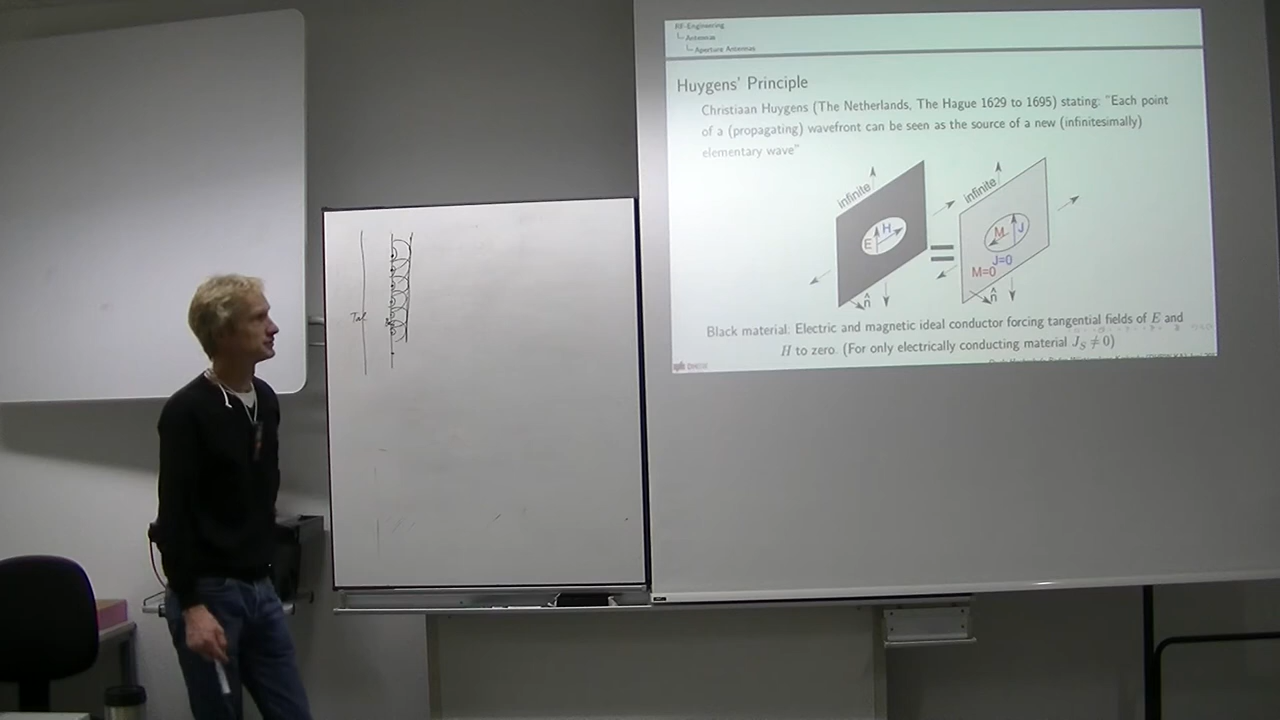 RF-Engineering
Antennas
Aperture Antennas
Huygens' Principle
Christiaan Huygens (The Netherlands, The Hague 1629 to 1695) stating: "Each point
of a (propagating) wavefront can be seen as the source of a new (infinitesimally)
elementary wave"
infinite
infinite
E
H
M
J
=
J=0
M=0
n̂
n̂
Black material: Electric and magnetic ideal conductor forcing tangential fields of E and
H to zero. (For only electrically conducting material J_S ≠ 0)